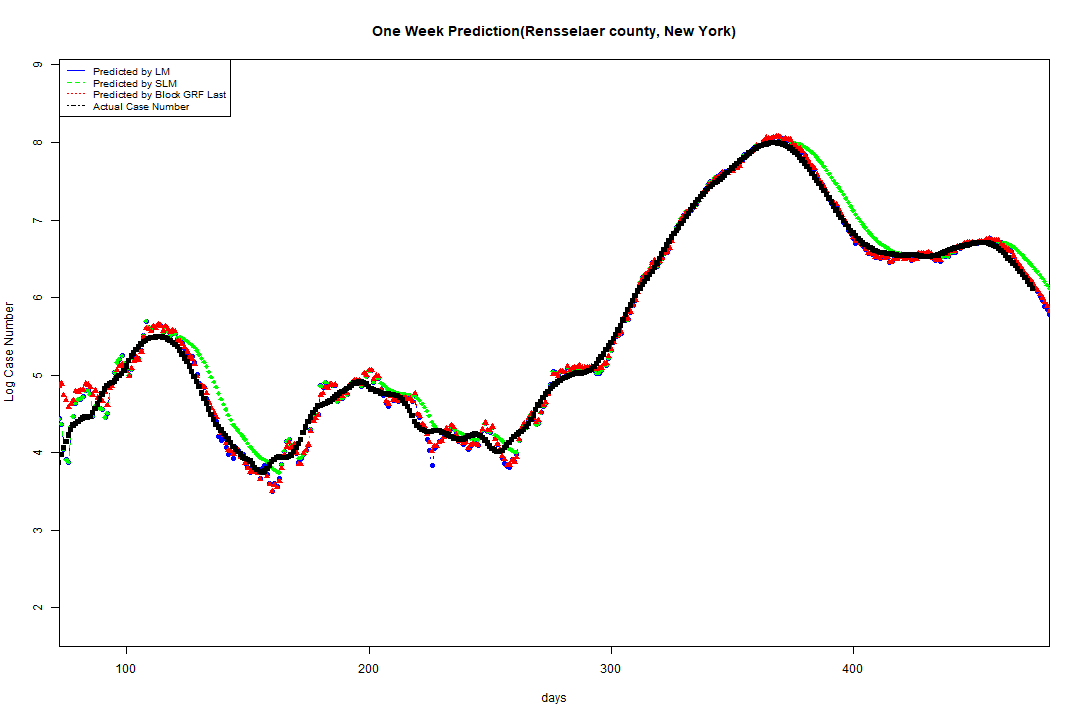 One Week Prediction(Rensselaer county, New York)
Predicted by LM
Predicted by SLM
Predicted by Block GRF Last
Actual Case Number
Log Case Number
9
8
7
6
5
4
3
2
100 200 300 400
days